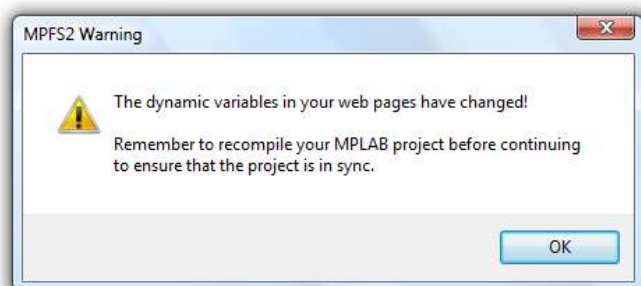 MPFS2 Warning
The dynamic variables in your web pages have changed!
Remember to recompile your MPLAB project before continuing
to ensure that the project is in sync.
OK